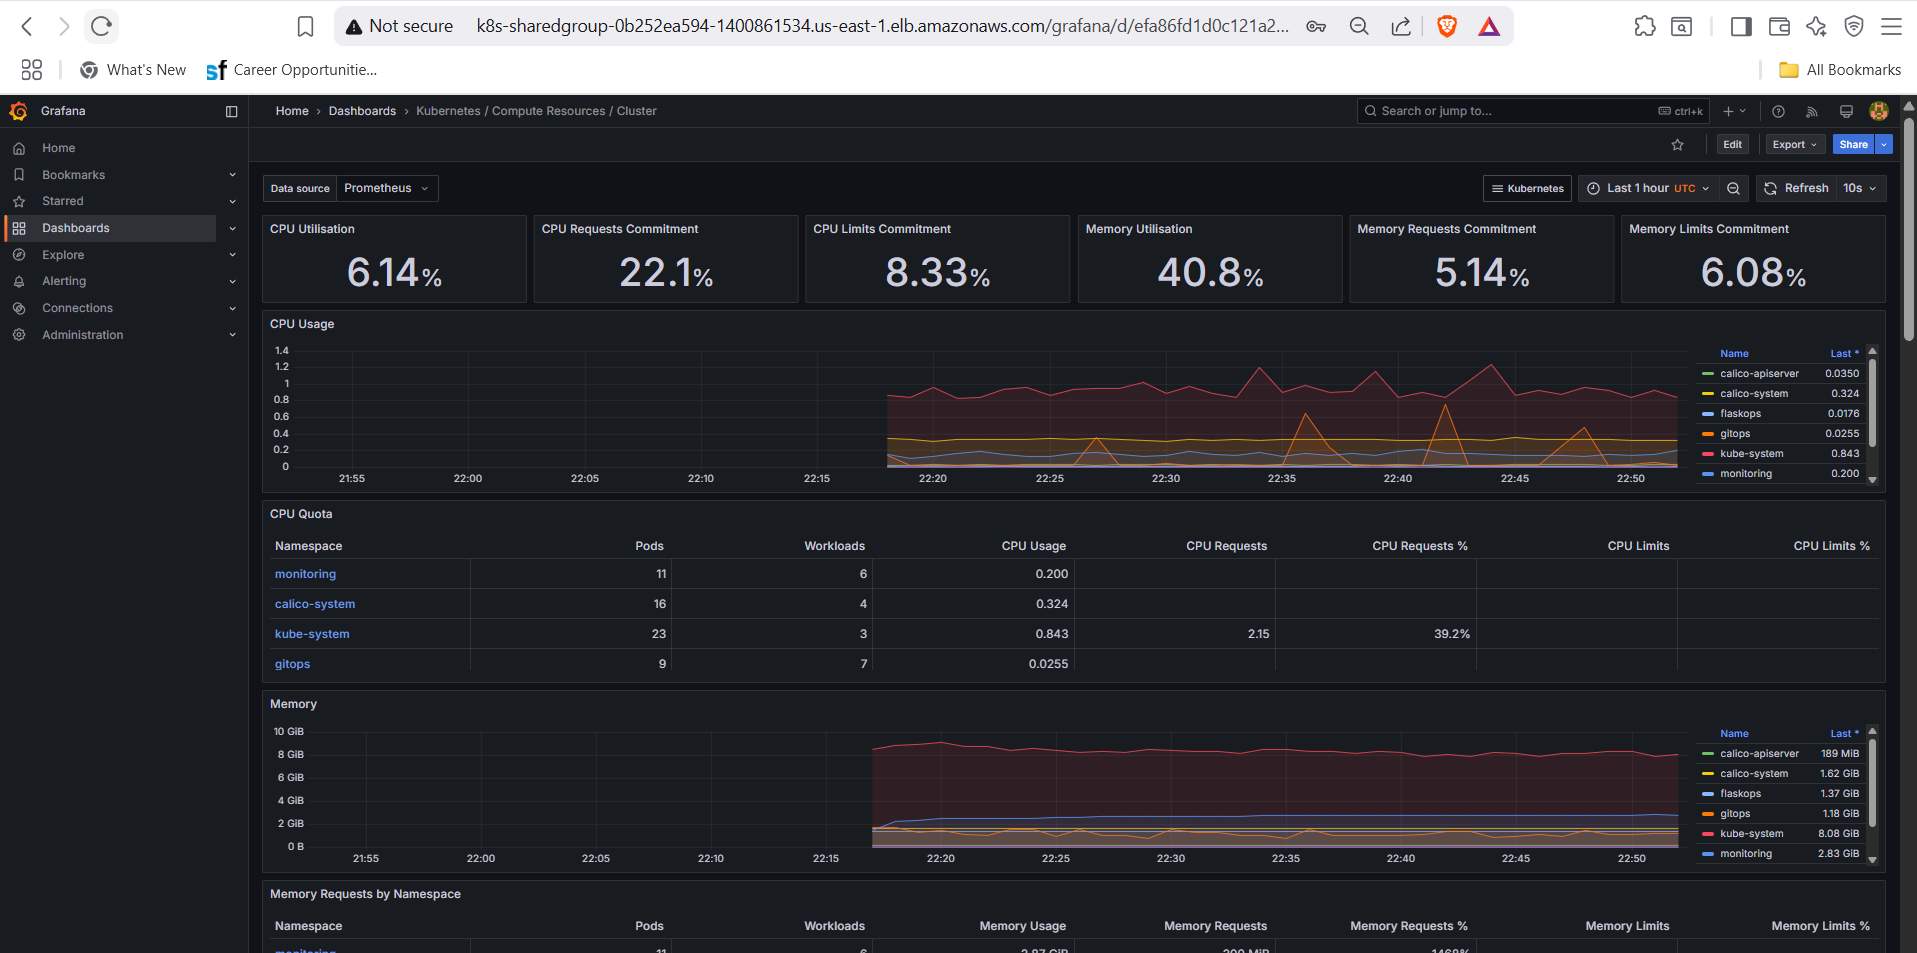 Not secure k8s-sharedgroup-0b252ea594-1400861534.us-east-1.elb.amazonaws.com/grafana/d/efa86fd1d0c121a2...
What's New sf Career Opportunitie... All Bookmarks
Grafana Home › Dashboards › Kubernetes / Compute Resources / Cluster Search or jump to... ctrl+k
Edit Export Share
Home
Bookmarks
Starred
Dashboards
Explore
Alerting
Connections
Administration
Data source Prometheus Kubernetes Last 1 hour UTC Refresh 10s
CPU Utilisation CPU Requests Commitment CPU Limits Commitment Memory Utilisation Memory Requests Commitment Memory Limits Commitment
6.14% 22.1% 8.33% 40.8% 5.14% 6.08%
CPU Usage
1.4
1.2
1
0.8
0.6
0.4
0.2
0
21:55 22:00 22:05 22:10 22:15 22:20 22:25 22:30 22:35 22:40 22:45 22:50
Name Last *
calico-apiserver 0.0350
calico-system 0.324
flaskops 0.0176
gitops 0.0255
kube-system 0.843
monitoring 0.200
CPU Quota
Namespace Pods Workloads CPU Usage CPU Requests CPU Requests % CPU Limits CPU Limits %
monitoring 11 6 0.200
calico-system 16 4 0.324
kube-system 23 3 0.843 2.15 39.2%
gitops 9 7 0.0255
Memory
10 GiB
8 GiB
6 GiB
4 GiB
2 GiB
0 B
21:55 22:00 22:05 22:10 22:15 22:20 22:25 22:30 22:35 22:40 22:45 22:50
Name Last *
calico-apiserver 189 MiB
calico-system 1.62 GiB
flaskops 1.37 GiB
gitops 1.18 GiB
kube-system 8.08 GiB
monitoring 2.83 GiB
Memory Requests by Namespace
Namespace Pods Workloads Memory Usage Memory Requests Memory Requests % Memory Limits Memory Limits %
monitoring 11 6